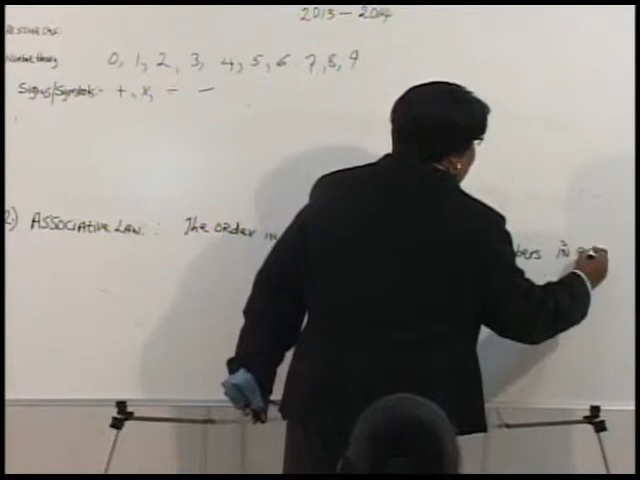 2013 - 2014
RESOURCES:
Number theory 0, 1, 2, 3, 4, 5, 6 7, 8, 9
Signs/Symbols:- +, x, ÷ -
2) ASSOCIATIVE LAW: The ORDER IN
bers IN